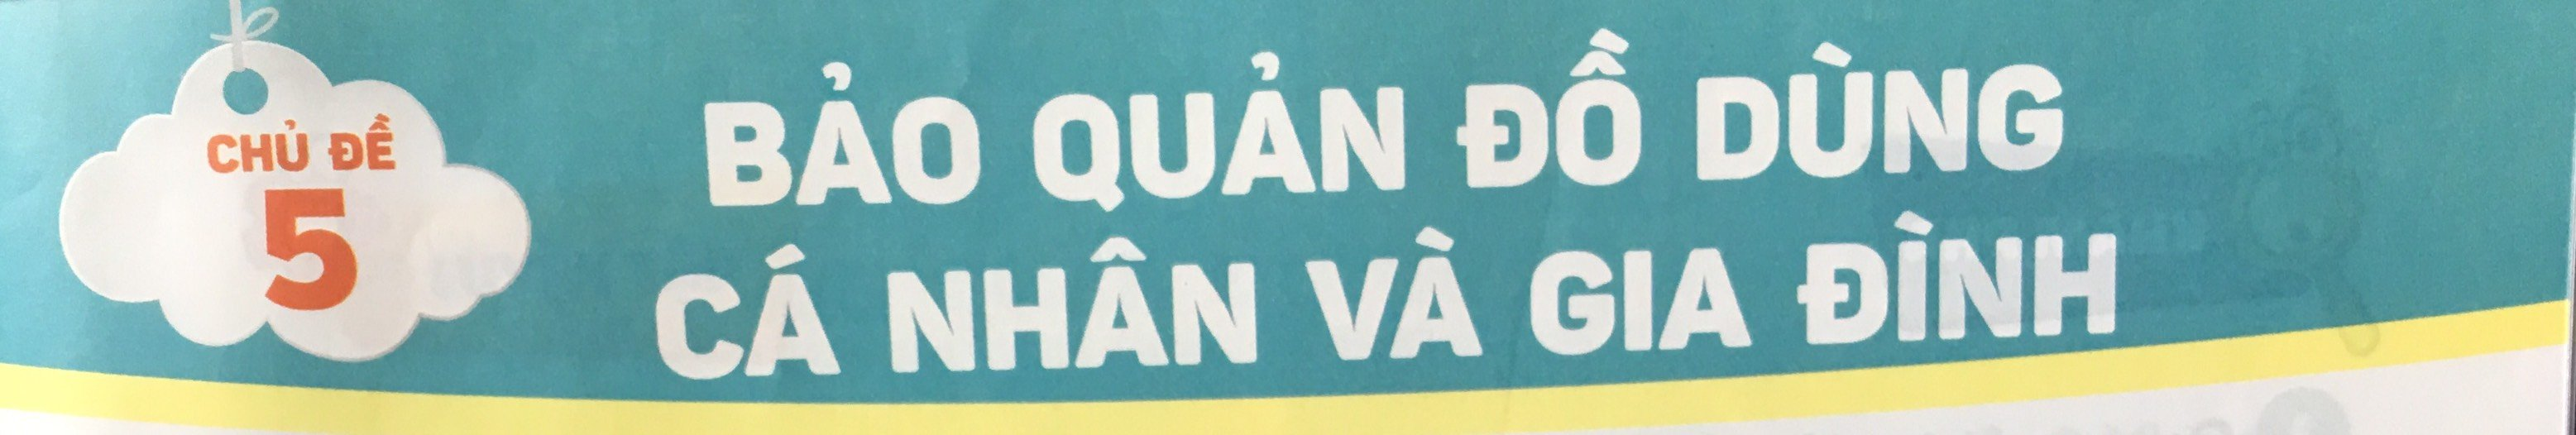 CHỦ ĐỀ
5
BẢO QUẢN ĐỒ DÙNG
CÁ NHÂN VÀ GIA ĐÌNH